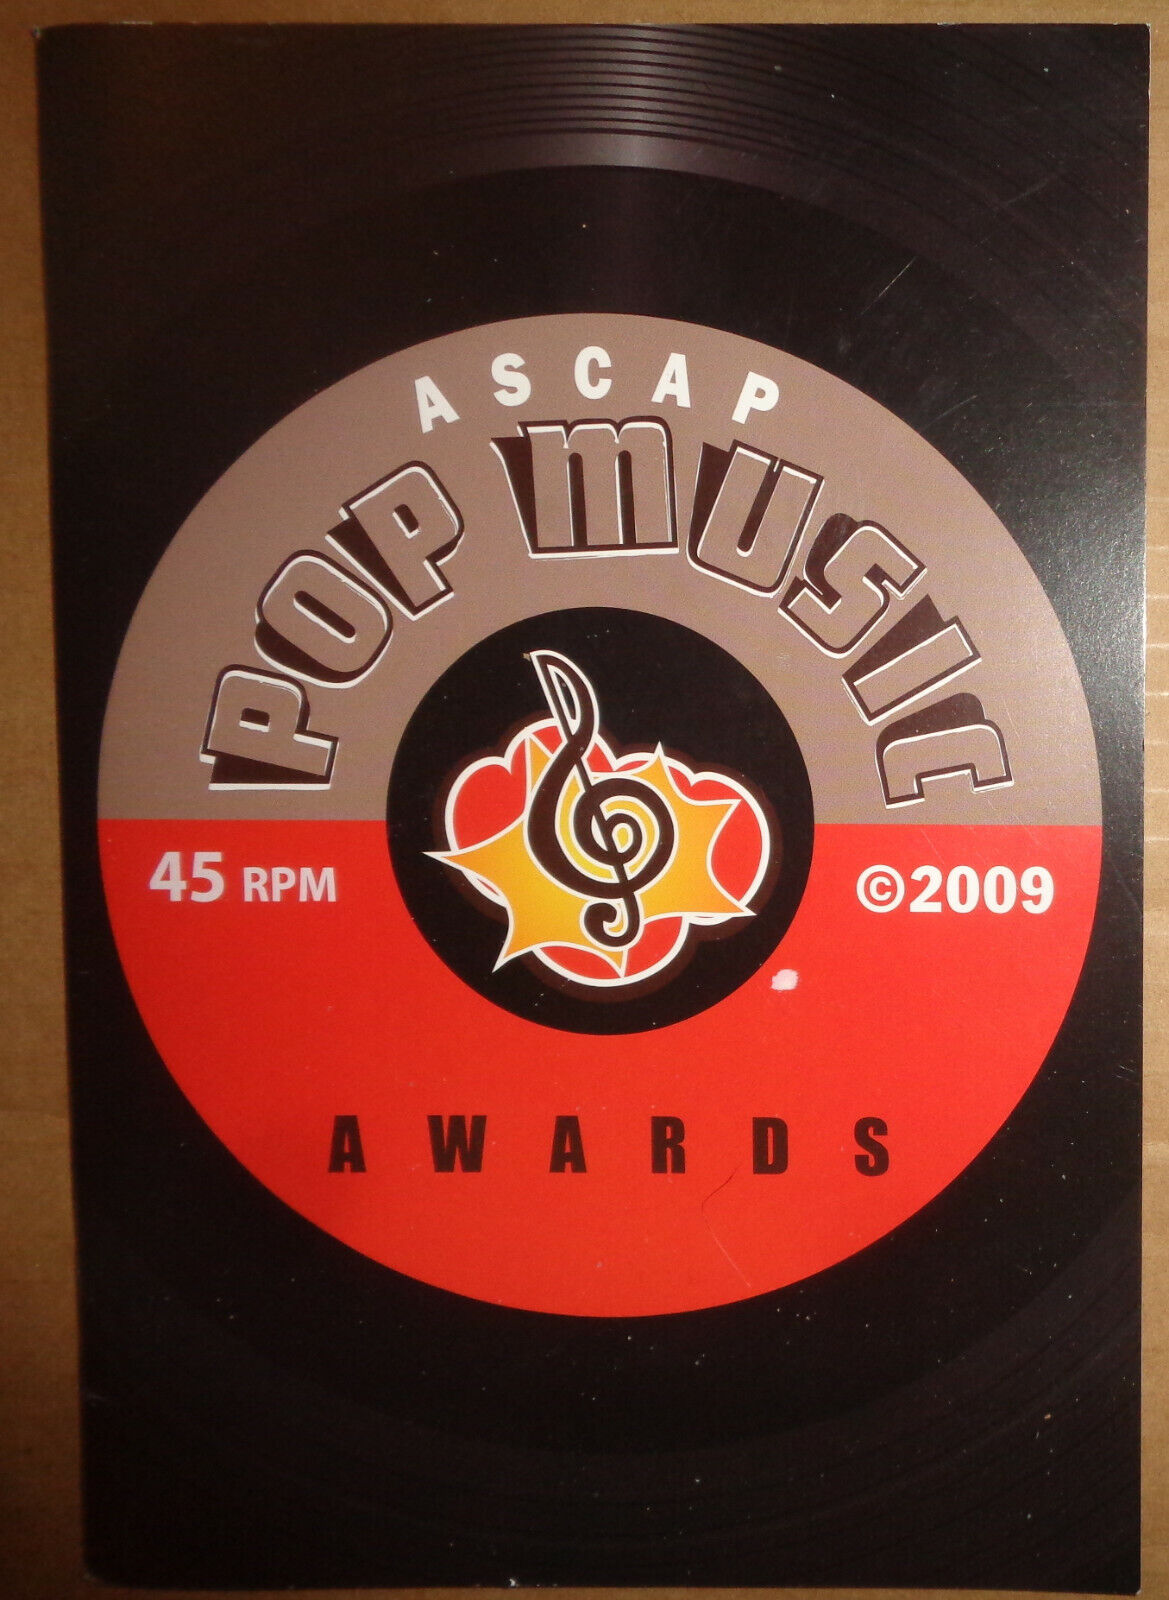 ASCAP
POP MUSIC
45 RPM
©2009
AWARDS